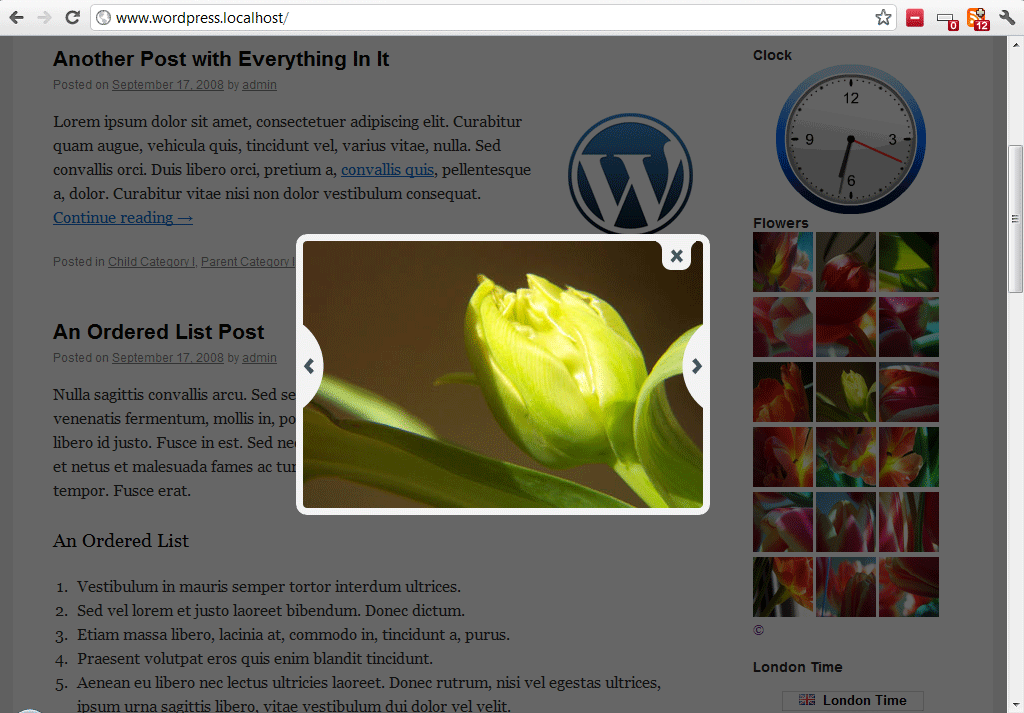 www.wordpress.localhost/
0
12
Another Post with Everything In It
Posted on September 17, 2008 by admin
Lorem ipsum dolor sit amet, consectetuer adipiscing elit. Curabitur
quam augue, vehicula quis, tincidunt vel, varius vitae, nulla. Sed
convallis orci. Duis libero orci, pretium a, convallis quis, pellentesque
a, dolor. Curabitur vitae nisi non dolor vestibulum consequat.
Continue reading →
W
Posted in Child Category I, Parent Category I
An Ordered List Post
Posted on September 17, 2008 by admin
Nulla sagittis convallis arcu. Sed se
venenatis fermentum, mollis in, po
libero id justo. Fusce in est. Sed nec
et netus et malesuada fames ac tur
tempor. Fusce erat.
An Ordered List
1. Vestibulum in mauris semper tortor interdum ultrices.
2. Sed vel lorem et justo laoreet bibendum. Donec dictum.
3. Etiam massa libero, lacinia at, commodo in, tincidunt a, purus.
4. Praesent volutpat eros quis enim blandit tincidunt.
5. Aenean eu libero nec lectus ultricies laoreet. Donec rutrum, nisi vel egestas ultrices,
ipsum urna sagittis libero, vitae vestibulum dui dolor vel velit.
Clock
12
9 3
6
Flowers
©
London Time
London Time